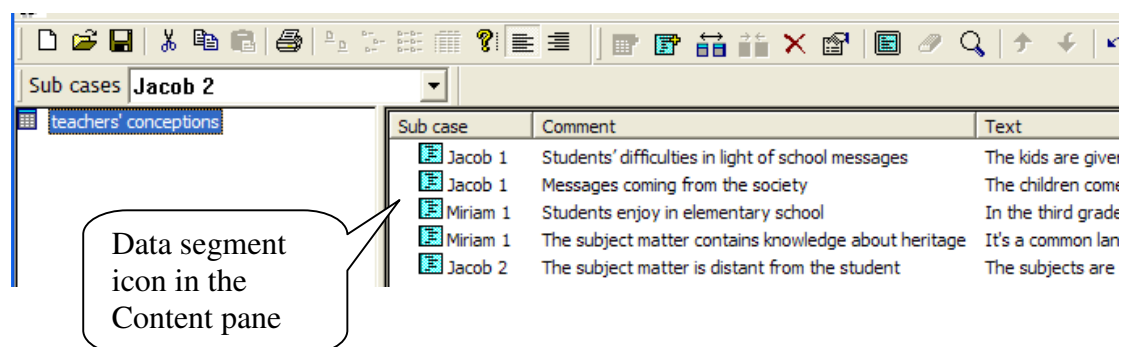 Sub cases Jacob 2
teachers' conceptions
Sub case Comment Text
Jacob 1 Students' difficulties in light of school messages The kids are given
Jacob 1 Messages coming from the society The children come
Miriam 1 Students enjoy in elementary school In the third grade
Miriam 1 The subject matter contains knowledge about heritage It's a common lan
Jacob 2 The subject matter is distant from the student The subjects are
Data segment
icon in the
Content pane